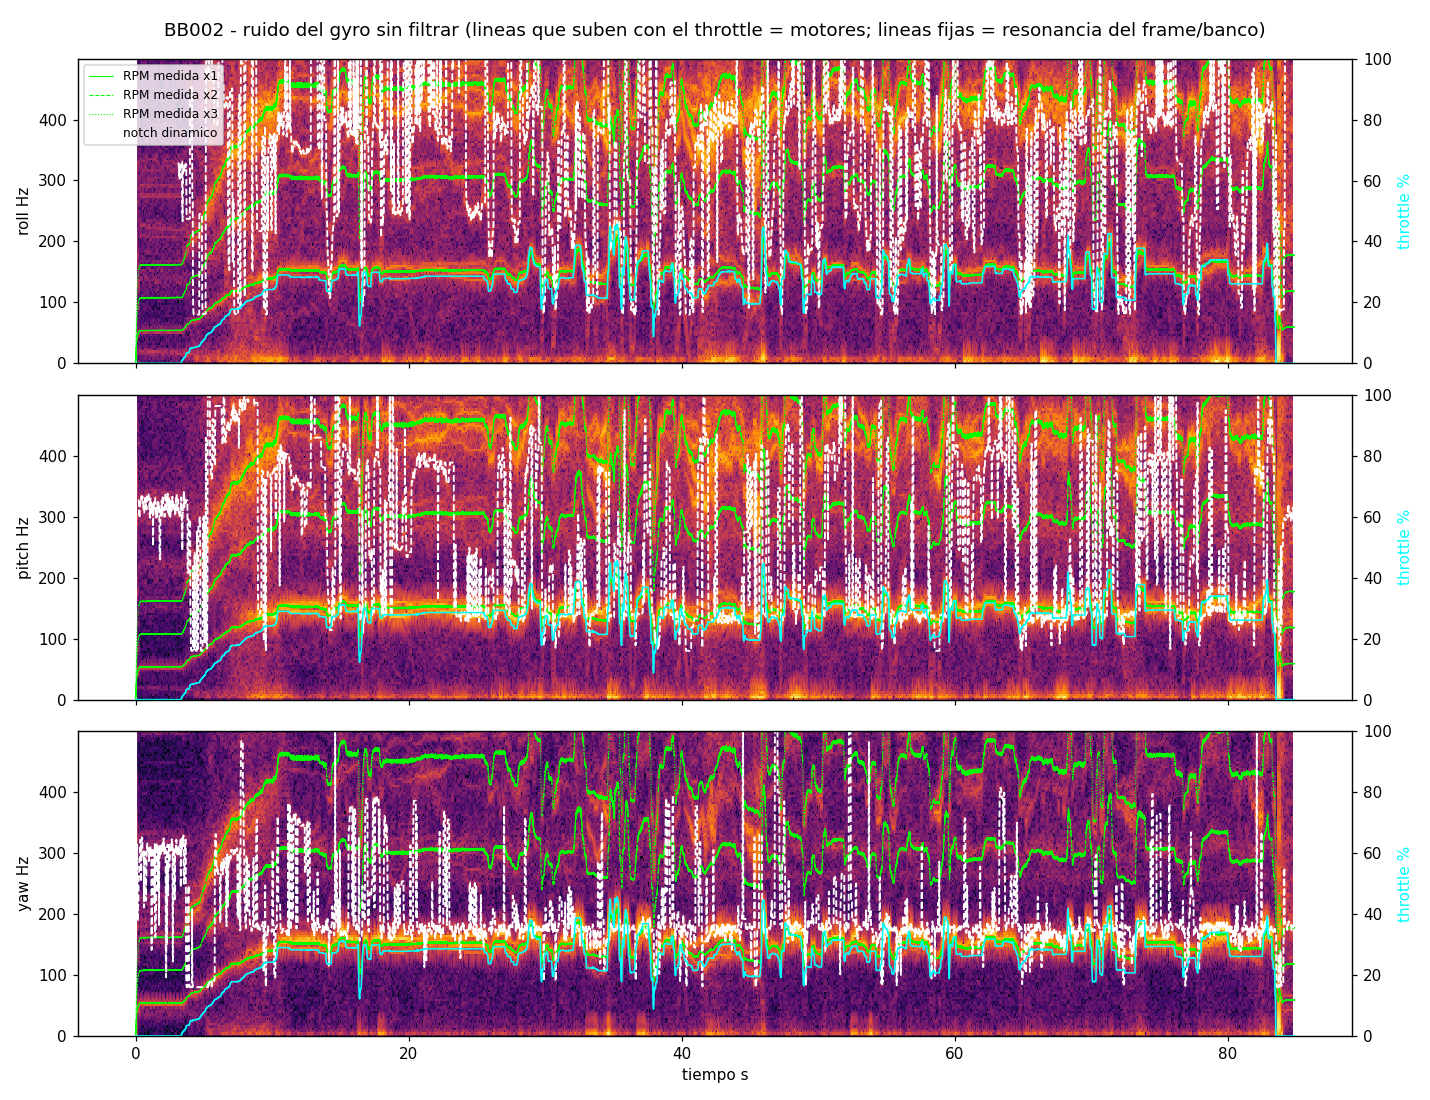 BB002 - ruido del gyro sin filtrar (lineas que suben con el throttle = motores; lineas fijas = resonancia del frame/banco)
RPM medida x1
RPM medida x2
RPM medida x3
notch dinamico
roll Hz
400
300
200
100
0
100
80
60
40
20
0
throttle %
pitch Hz
400
300
200
100
0
100
80
60
40
20
0
throttle %
yaw Hz
400
300
200
100
0
100
80
60
40
20
0
throttle %
0 20 40 60 80
tiempo s